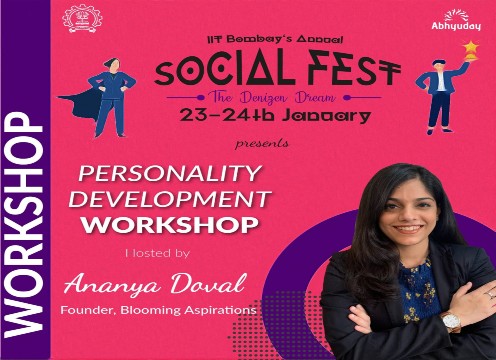 WORKSHOP
Abhyuday
IIT Bombay's Annual
SOCIAL FEST
The Denizen Dream
23-24th January
presents
PERSONALITY
DEVELOPMENT
WORKSHOP
Hosted by
Ananya Doval
Founder, Blooming Aspirations